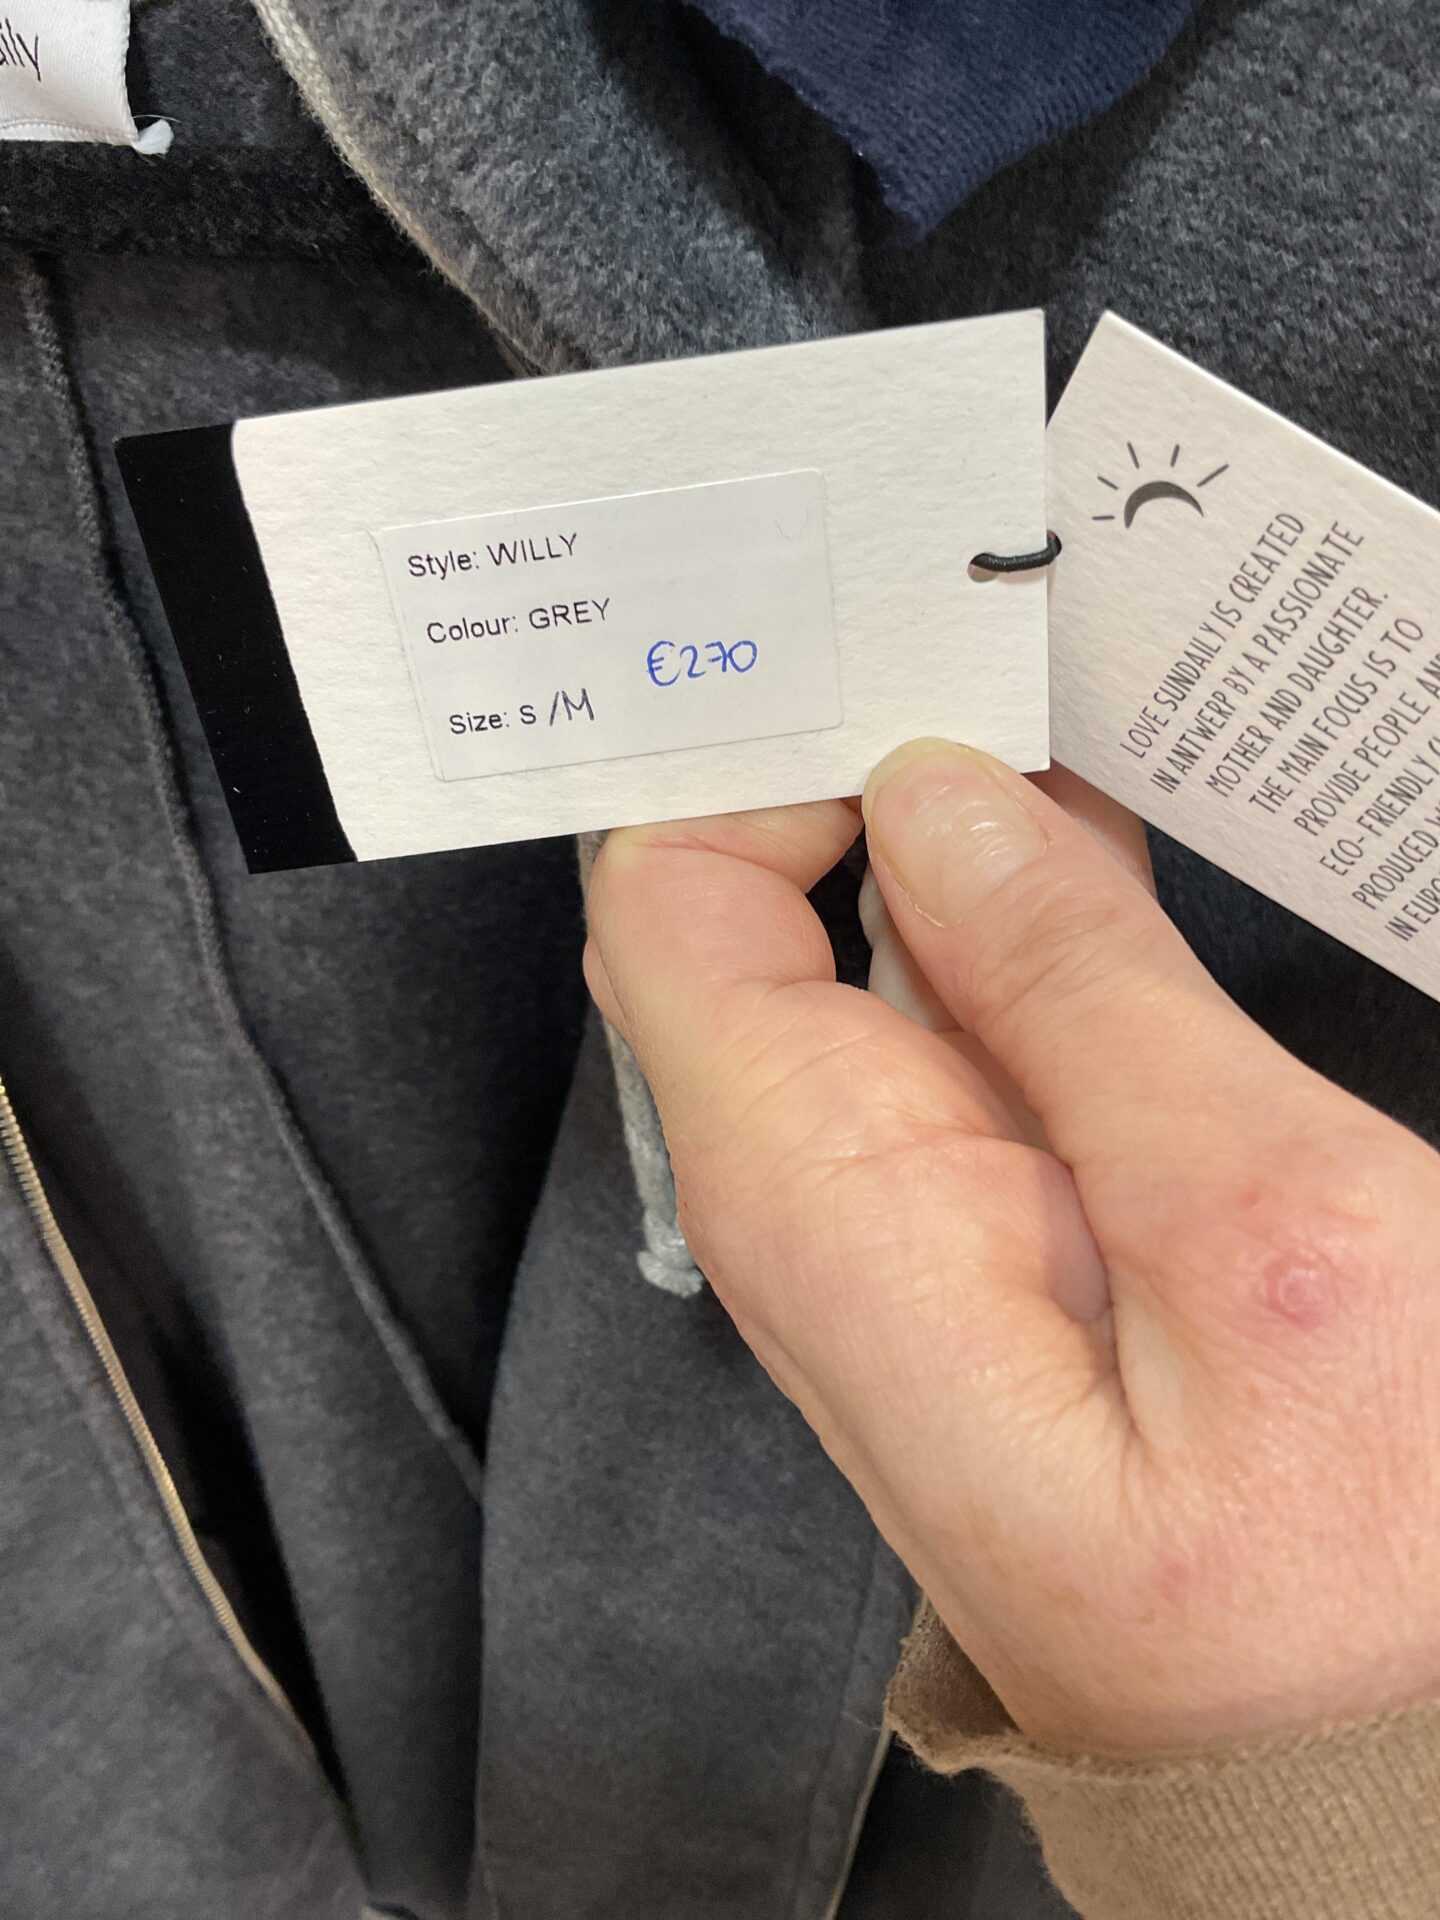 Style: WILLY
Colour: GREY
€270
Size: S /M
LOVE SUNDAILY IS CREATED
IN ANTWERP BY A PASSIONATE
MOTHER AND DAUGHTER.
THE MAIN FOCUS IS TO
PROVIDE PEOPLE AND
ECO-FRIENDLY
PRODUCED
IN